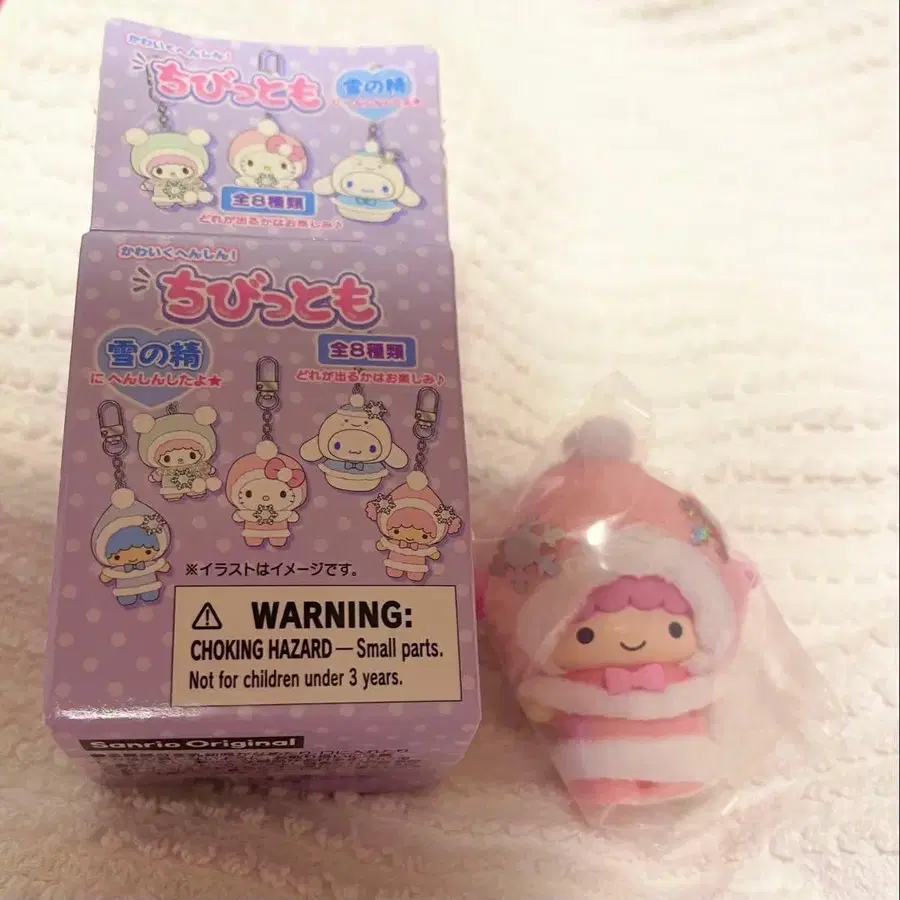 かわいくへんしん!
ちびっとも
雪の精
全8種類
どれが出るかはお楽しみ♪
かわいくへんしん!
ちびっとも
雪の精
に へんしんしたよ★
全8種類
どれが出るかはお楽しみ♪
※イラストはイメージです。
WARNING:
CHOKING HAZARD — Small parts.
Not for children under 3 years.
Sanrio Original